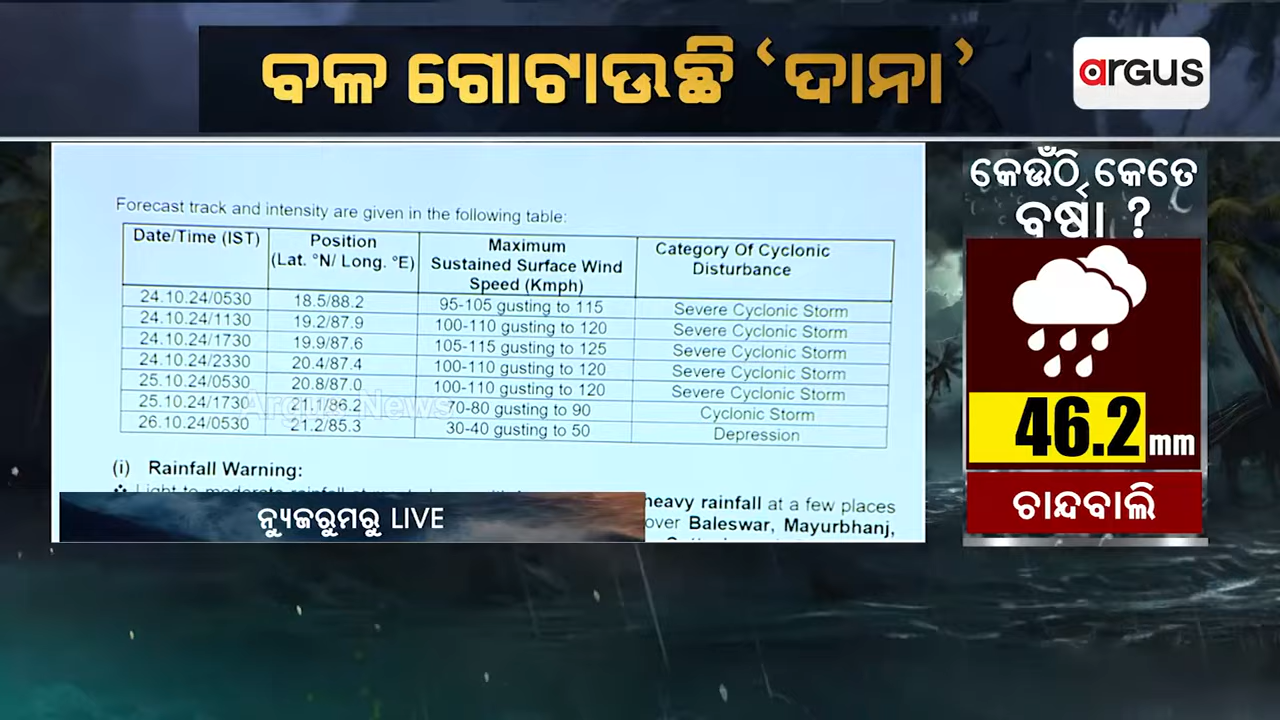 ବଳ ଗୋଟାଉଛି ‘ଦାନା’
argus
Forecast track and intensity are given in the following table:
Date/Time (IST) Position (Lat. °N/ Long. °E) Maximum Sustained Surface Wind Speed (Kmph) Category Of Cyclonic Disturbance
24.10.24/0530 18.5/88.2 95-105 gusting to 115 Severe Cyclonic Storm
24.10.24/1130 19.2/87.9 100-110 gusting to 120 Severe Cyclonic Storm
24.10.24/1730 19.9/87.6 105-115 gusting to 125 Severe Cyclonic Storm
24.10.24/2330 20.4/87.4 100-110 gusting to 120 Severe Cyclonic Storm
25.10.24/0530 20.8/87.0 100-110 gusting to 120 Severe Cyclonic Storm
25.10.24/1730 21.1/86.2 70-80 gusting to 90 Cyclonic Storm
26.10.24/0530 21.2/85.3 30-40 gusting to 50 Depression
Argus News
(i) Rainfall Warning:
Light to moderate rainfall at heavy rainfall at a few places
over Baleswar, Mayurbhanj,
ନ୍ୟୁଜରୁମରୁ LIVE
କେଉଁଠି କେତେ
ବର୍ଷା ?
46.2 mm
ଚାନ୍ଦବାଲି